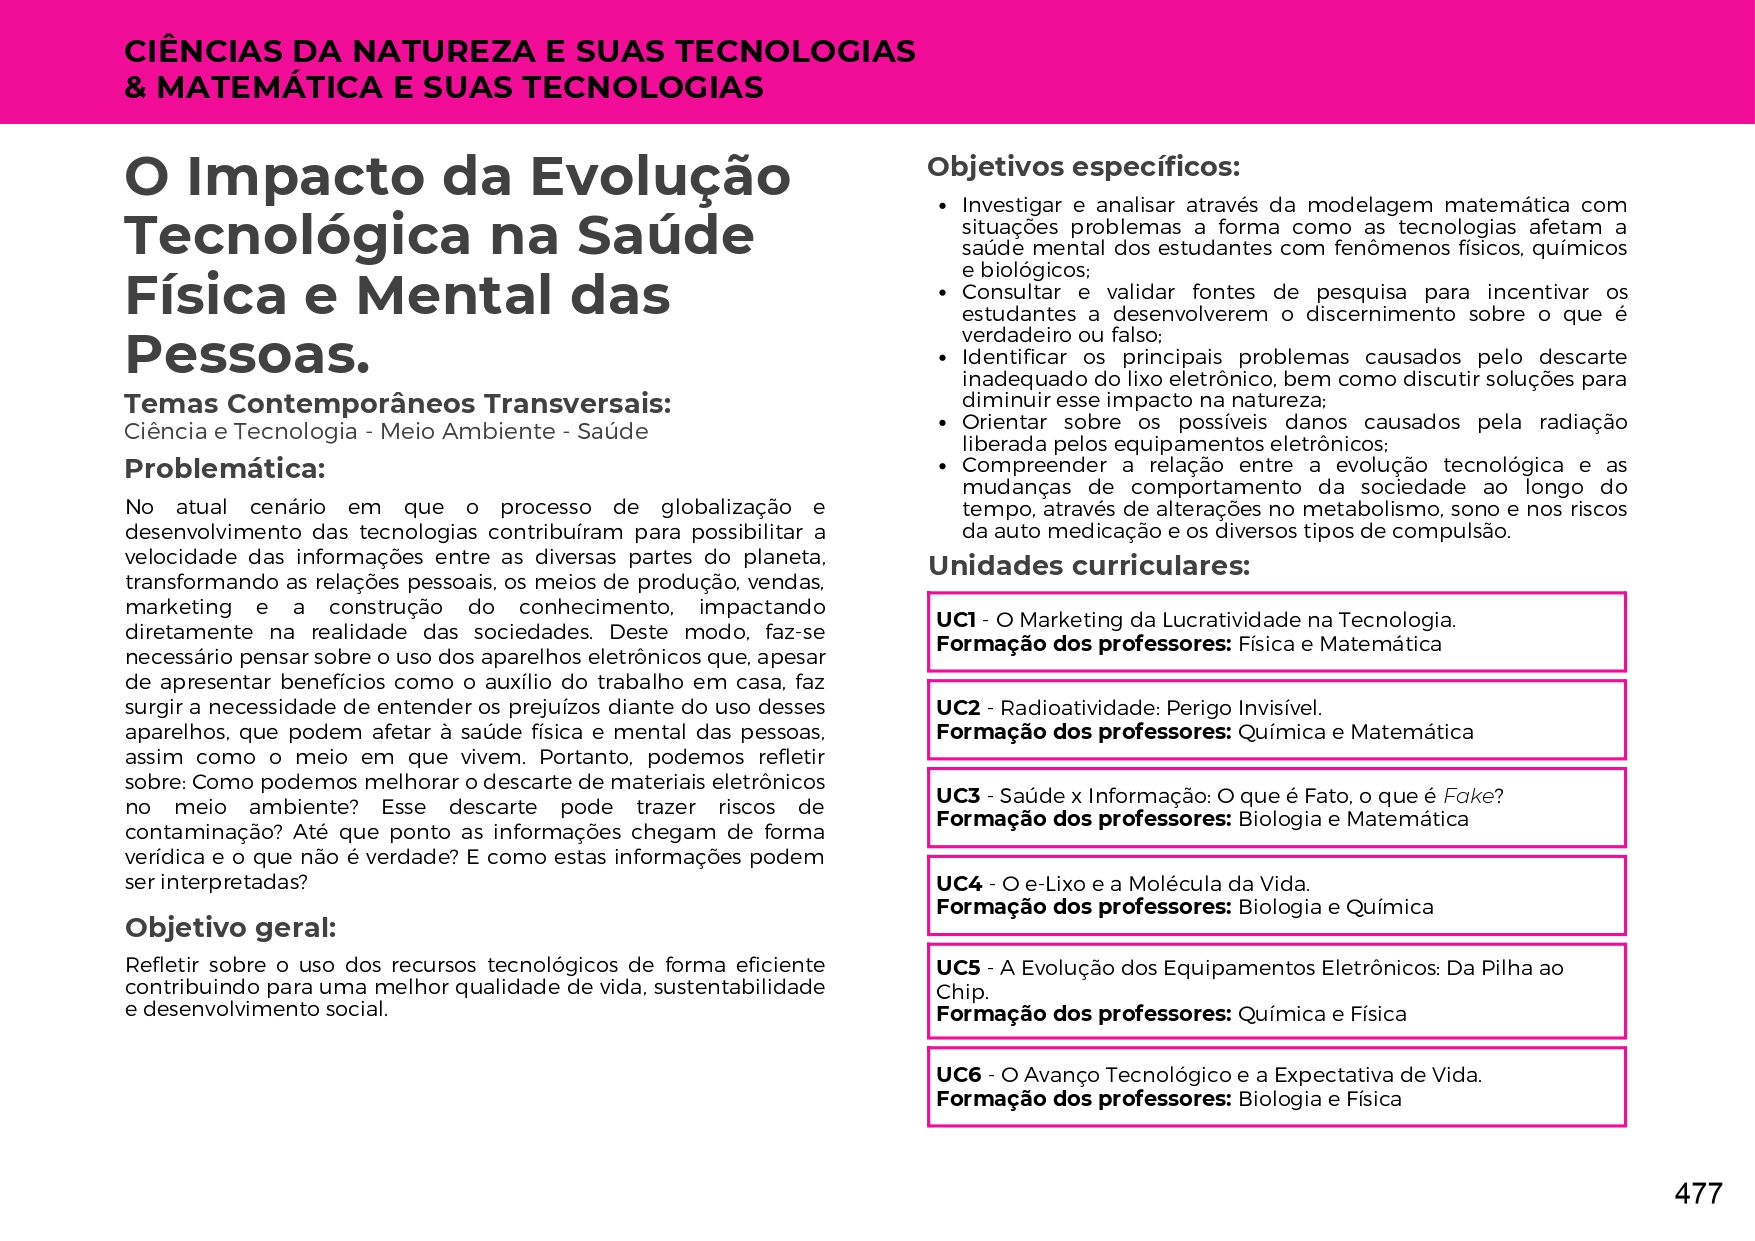 CIÊNCIAS DA NATUREZA E SUAS TECNOLOGIAS
& MATEMÁTICA E SUAS TECNOLOGIAS
O Impacto da Evolução
Tecnológica na Saúde
Física e Mental das
Pessoas.
Temas Contemporâneos Transversais:
Ciência e Tecnologia - Meio Ambiente - Saúde
Problemática:
No atual cenário em que o processo de globalização e
desenvolvimento das tecnologias contribuíram para possibilitar a
velocidade das informações entre as diversas partes do planeta,
transformando as relações pessoais, os meios de produção, vendas,
marketing e a construção do conhecimento, impactando
diretamente na realidade das sociedades. Deste modo, faz-se
necessário pensar sobre o uso dos aparelhos eletrônicos que, apesar
de apresentar benefícios como o auxílio do trabalho em casa, faz
surgir a necessidade de entender os prejuízos diante do uso desses
aparelhos, que podem afetar à saúde física e mental das pessoas,
assim como o meio em que vivem. Portanto, podemos refletir
sobre: Como podemos melhorar o descarte de materiais eletrônicos
no meio ambiente? Esse descarte pode trazer riscos de
contaminação? Até que ponto as informações chegam de forma
verídica e o que não é verdade? E como estas informações podem
ser interpretadas?
Objetivo geral:
Refletir sobre o uso dos recursos tecnológicos de forma eficiente
contribuindo para uma melhor qualidade de vida, sustentabilidade
e desenvolvimento social.
Objetivos específicos:
• Investigar e analisar através da modelagem matemática com
situações problemas a forma como as tecnologias afetam a
saúde mental dos estudantes com fenômenos físicos, químicos
e biológicos;
• Consultar e validar fontes de pesquisa para incentivar os
estudantes a desenvolverem o discernimento sobre o que é
verdadeiro ou falso;
• Identificar os principais problemas causados pelo descarte
inadequado do lixo eletrônico, bem como discutir soluções para
diminuir esse impacto na natureza;
• Orientar sobre os possíveis danos causados pela radiação
liberada pelos equipamentos eletrônicos;
• Compreender a relação entre a evolução tecnológica e as
mudanças de comportamento da sociedade ao longo do
tempo, através de alterações no metabolismo, sono e nos riscos
da auto medicação e os diversos tipos de compulsão.
Unidades curriculares:
UC1 - O Marketing da Lucratividade na Tecnologia.
Formação dos professores: Física e Matemática
UC2 - Radioatividade: Perigo Invisível.
Formação dos professores: Química e Matemática
UC3 - Saúde x Informação: O que é Fato, o que é Fake?
Formação dos professores: Biologia e Matemática
UC4 - O e-Lixo e a Molécula da Vida.
Formação dos professores: Biologia e Química
UC5 - A Evolução dos Equipamentos Eletrônicos: Da Pilha ao
Chip.
Formação dos professores: Química e Física
UC6 - O Avanço Tecnológico e a Expectativa de Vida.
Formação dos professores: Biologia e Física
477